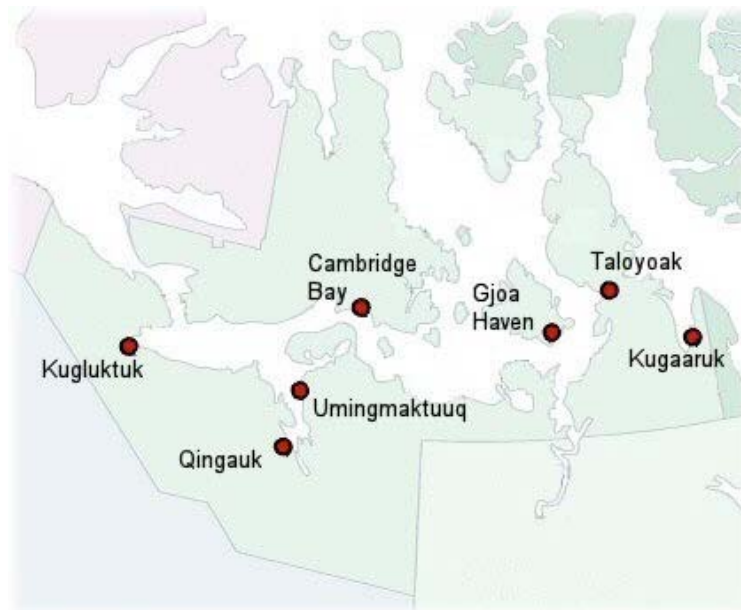 Cambridge
Bay
Taloyoak
Gjoa
Haven
Kugluktuk
Kugaaruk
Umingmaktuuq
Qingauk